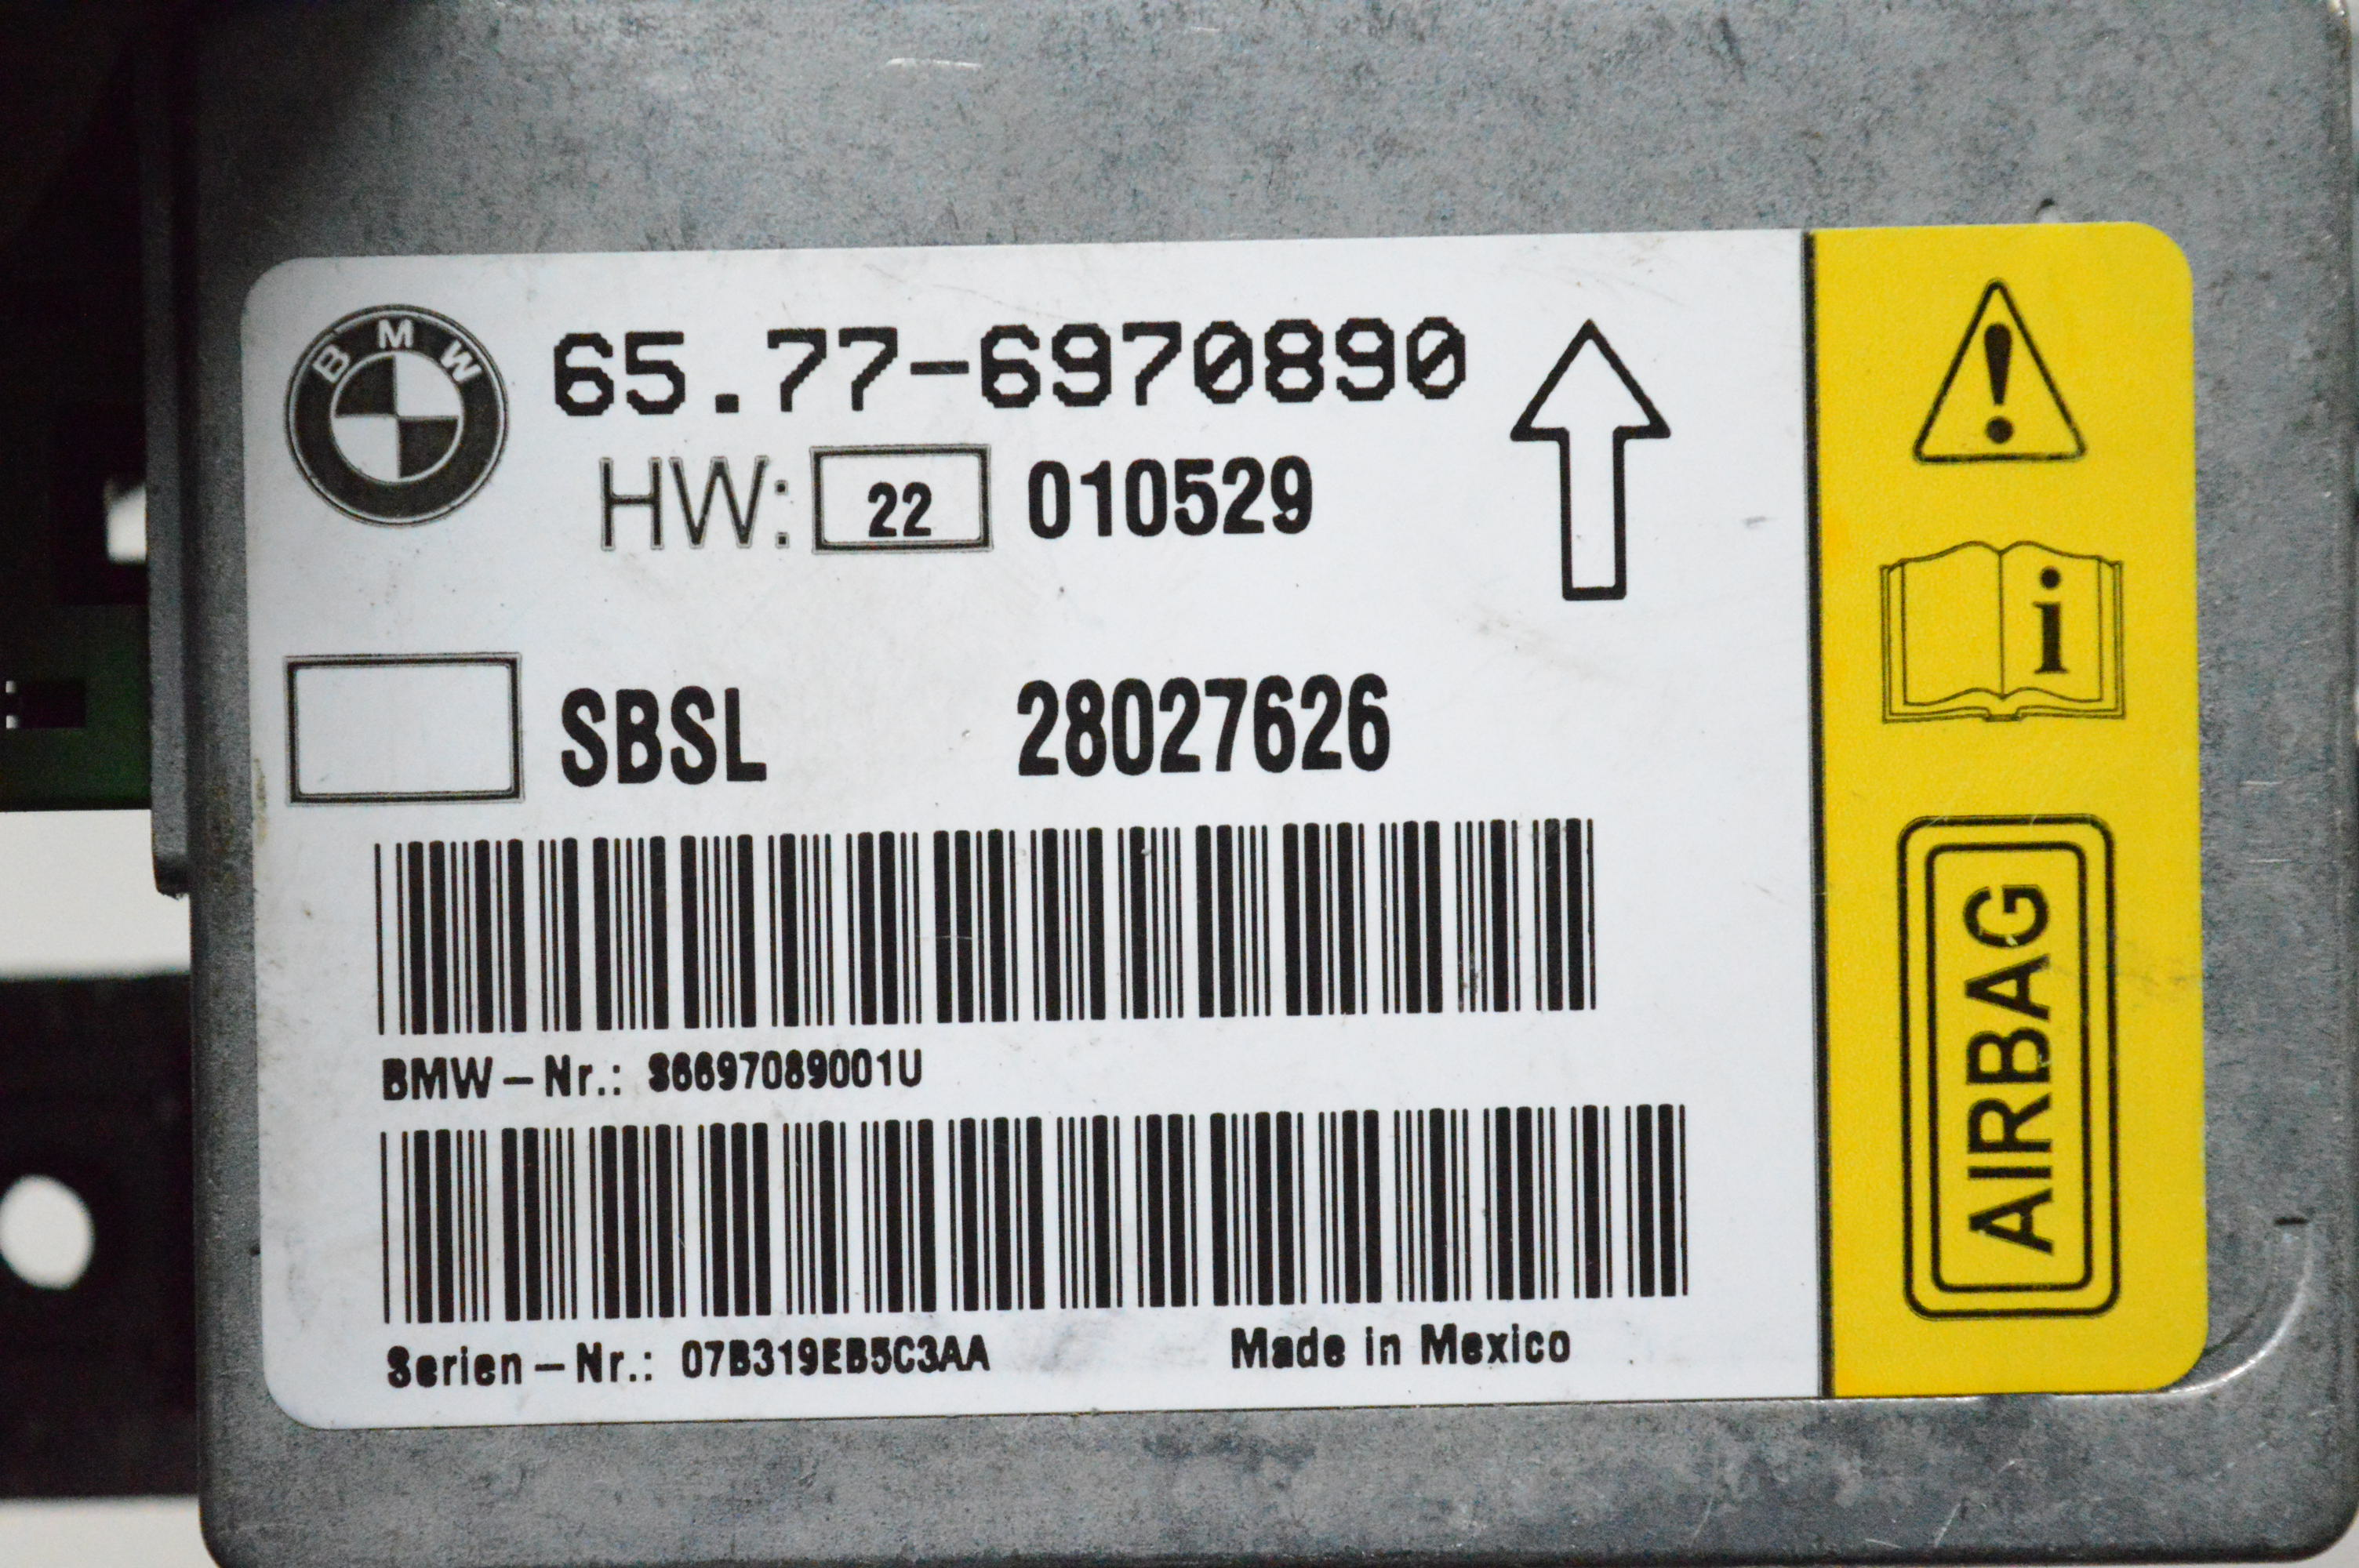 BMW
65.77-6970890
HW: 22 010529
SBSL 28027626
BMW-Nr.: S6697089001U
Serien-Nr.: 07B319EB5C3AA Made in Mexico
i
AIRBAG